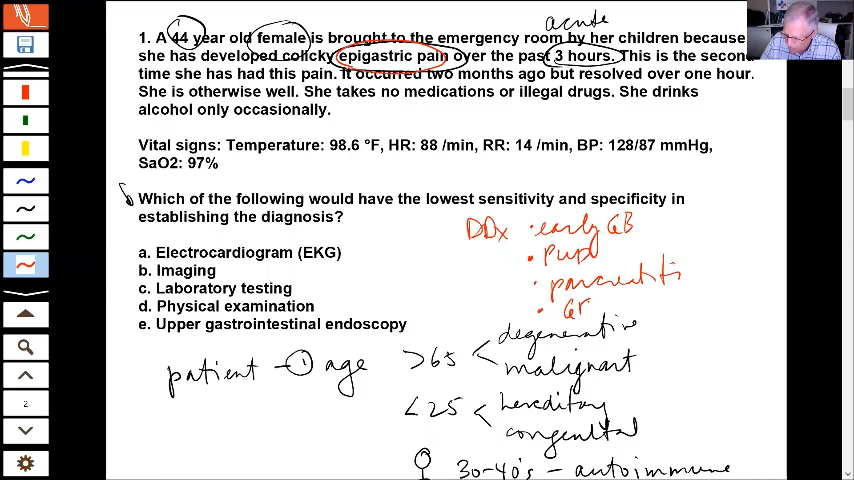 acute
1. A 44 year old female is brought to the emergency room by her children because
she has developed colicky epigastric pain over the past 3 hours. This is the second
time she has had this pain. It occurred two months ago but resolved over one hour.
She is otherwise well. She takes no medications or illegal drugs. She drinks
alcohol only occasionally.
Vital signs: Temperature: 98.6 °F, HR: 88 /min, RR: 14 /min, BP: 128/87 mmHg,
SaO2: 97%
Which of the following would have the lowest sensitivity and specificity in
establishing the diagnosis?
a. Electrocardiogram (EKG)
b. Imaging
c. Laboratory testing
d. Physical examination
e. Upper gastrointestinal endoscopy
DDx • early GB
• PUD
• pancreatitis
•
patient - 1 age >65 < degenerative
malignant
<25 < hereditary
congenital
♀ 30-40's - autoimmune
2